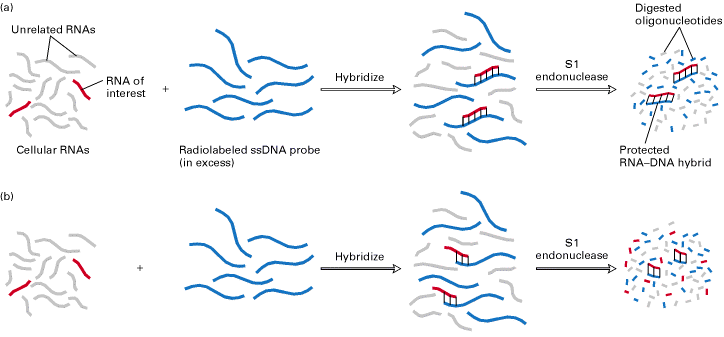 (a)
Unrelated RNAs
RNA of
interest
Cellular RNAs
+
Radiolabeled ssDNA probe
(in excess)
Hybridize
S1
endonuclease
Digested
oligonucleotides
Protected
RNA–DNA hybrid
(b)
+
Hybridize
S1
endonuclease